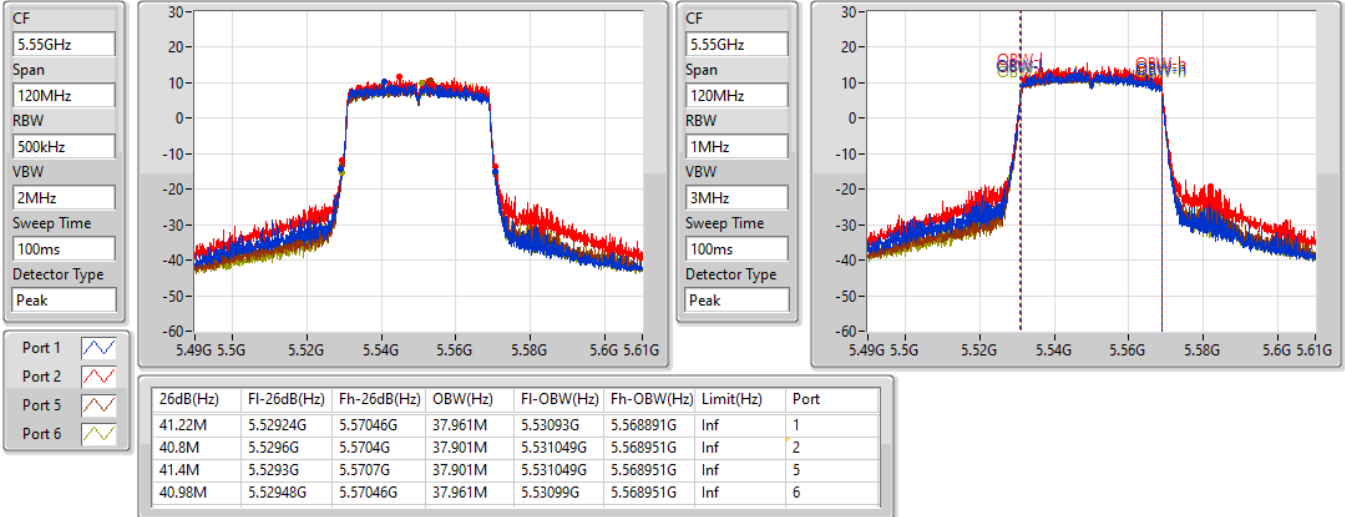 CF
5.55GHz
Span
120MHz
RBW
500kHz
VBW
2MHz
Sweep Time
100ms
Detector Type
Peak
30
20
10
0
-10
-20
-30
-40
-50
-60
5.49G 5.5G 5.52G 5.54G 5.56G 5.58G 5.6G 5.61G
CF
5.55GHz
Span
120MHz
RBW
1MHz
VBW
3MHz
Sweep Time
100ms
Detector Type
Peak
30
20
10
0
-10
-20
-30
-40
-50
-60
OBW-h
5.49G 5.5G 5.52G 5.54G 5.56G 5.58G 5.6G 5.61G
Port 1
Port 2
Port 5
Port 6
26dB(Hz) Fl-26dB(Hz) Fh-26dB(Hz) OBW(Hz) Fl-OBW(Hz) Fh-OBW(Hz) Limit(Hz) Port
41.22M 5.52924G 5.57046G 37.961M 5.53093G 5.568891G Inf 1
40.8M 5.5296G 5.5704G 37.901M 5.531049G 5.568951G Inf 2
41.4M 5.5293G 5.5707G 37.901M 5.531049G 5.568951G Inf 5
40.98M 5.52948G 5.57046G 37.961M 5.53099G 5.568951G Inf 6